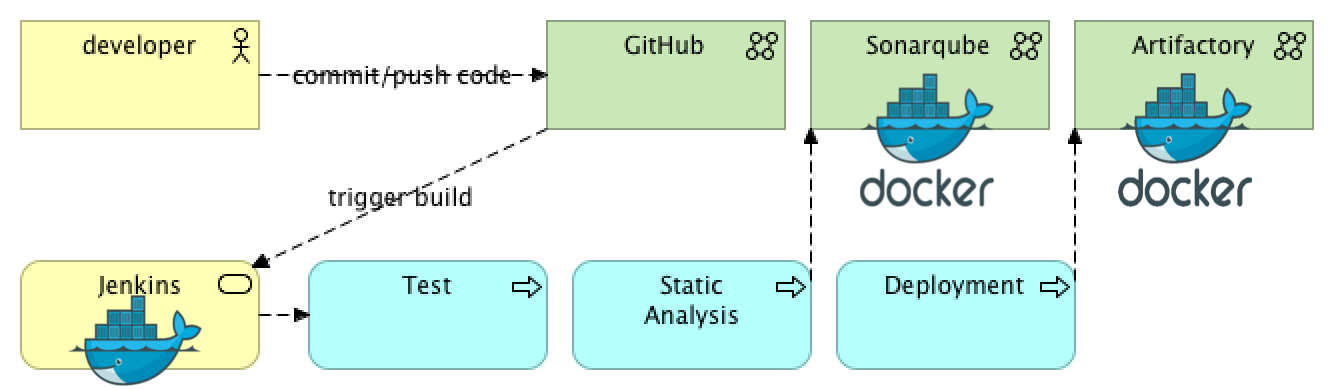 developer
GitHub
Sonarqube
Artifactory
commit/push code
docker
docker
trigger build
Jenkins
Test
Static
Analysis
Deployment